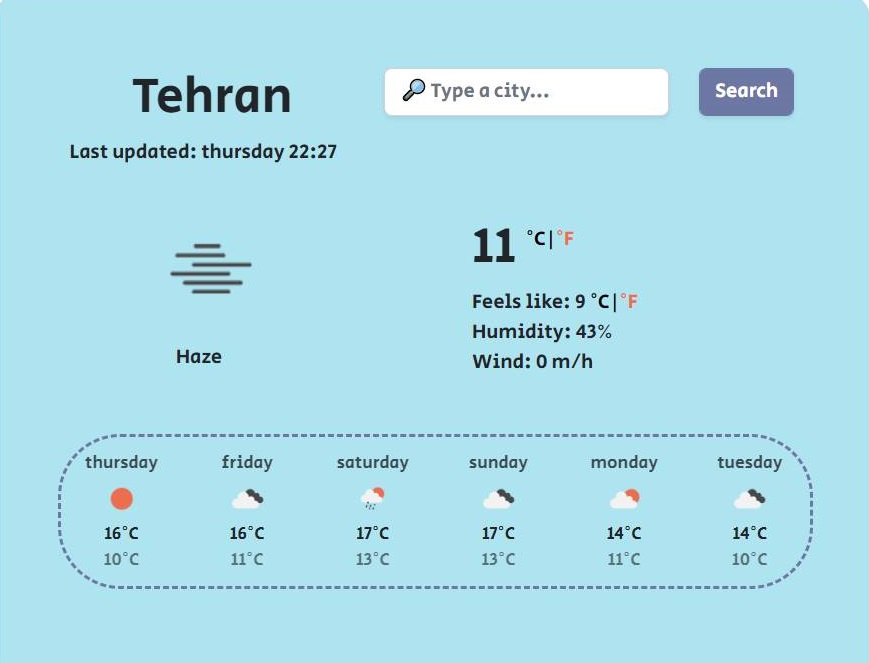 Tehran
Type a city...
Search
Last updated: thursday 22:27
11 °C|°F
Feels like: 9 °C|°F
Humidity: 43%
Wind: 0 m/h
Haze
thursday friday saturday sunday monday tuesday
16°C 16°C 17°C 17°C 14°C 14°C
10°C 11°C 13°C 13°C 11°C 10°C